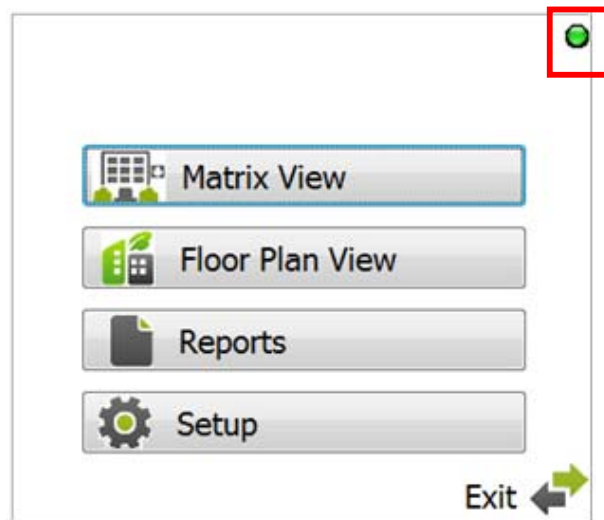 Matrix View
Floor Plan View
Reports
Setup
Exit